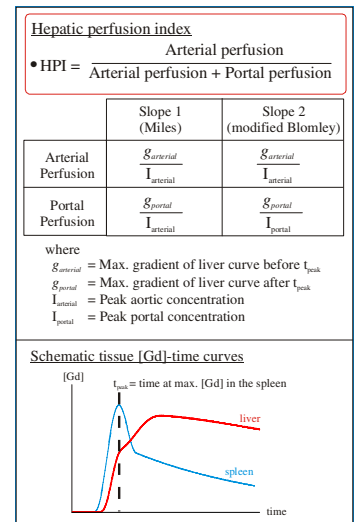 Hepatic perfusion index
Arterial perfusion
• HPI =
Arterial perfusion + Portal perfusion
Slope 1 Slope 2
(Miles) (modified Blomley)
Arterial Perfusion g_arterial / I_arterial g_arterial / I_arterial
Portal Perfusion g_portal / I_arterial g_portal / I_portal
where
g_arterial = Max. gradient of liver curve before t_peak
g_portal = Max. gradient of liver curve after t_peak
I_arterial = Peak aortic concentration
I_portal = Peak portal concentration
Schematic tissue [Gd]-time curves
[Gd] t_peak = time at max. [Gd] in the spleen
liver
spleen
time